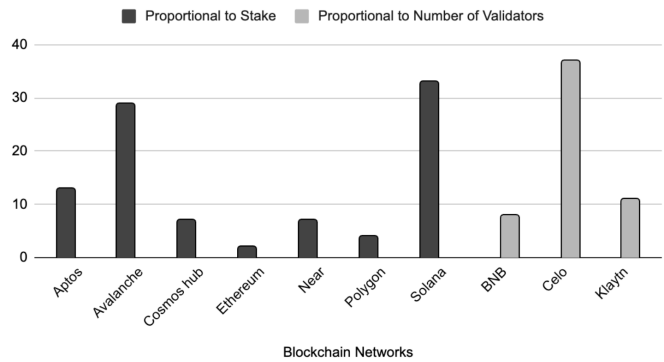 Proportional to Stake Proportional to Number of Validators
40
30
20
10
0
Aptos Avalanche Cosmos hub Ethereum Near Polygon Solana BNB Celo Klaytn
Blockchain Networks